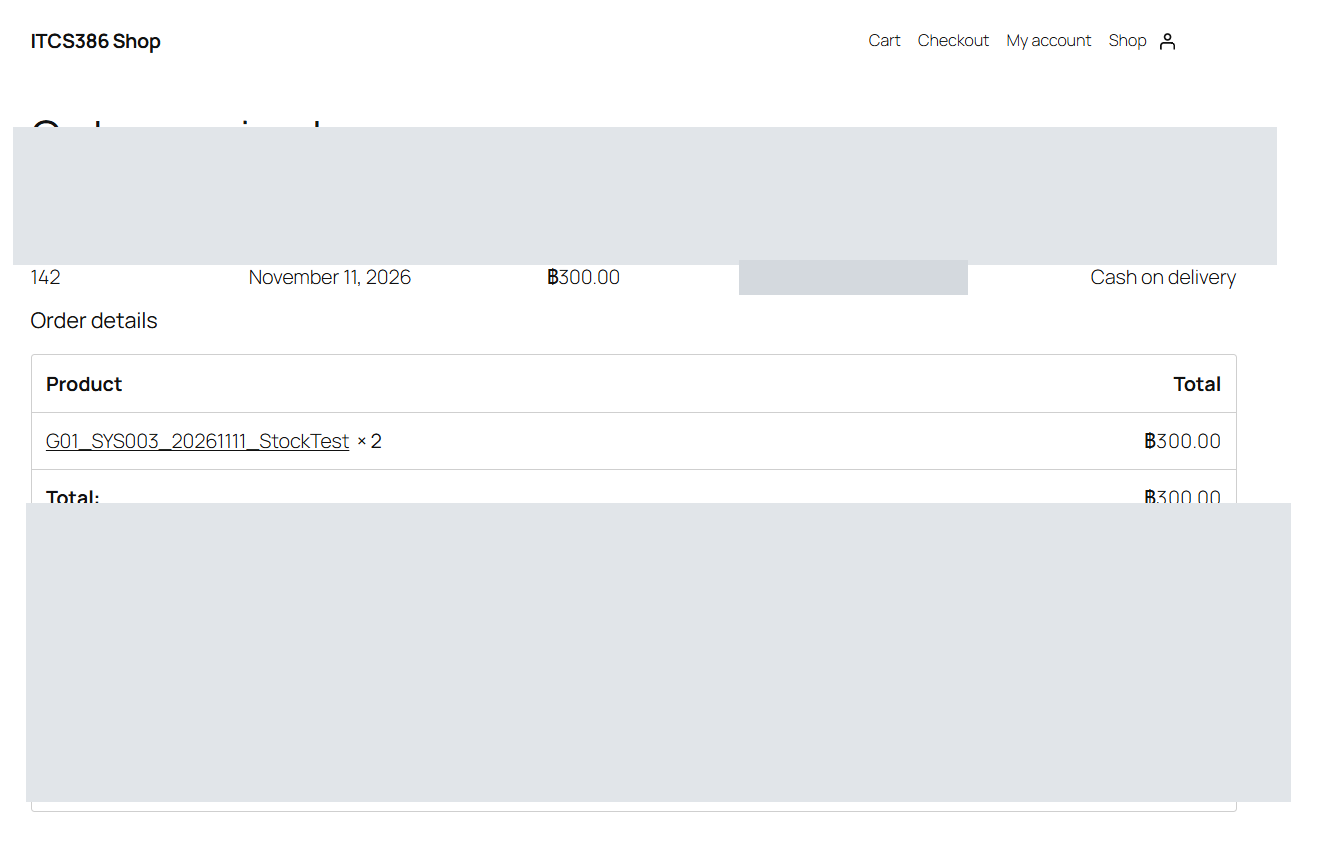 ITCS386 Shop
Cart Checkout My account Shop
142 November 11, 2026 ฿300.00 Cash on delivery
Order details
Product Total
G01_SYS003_20261111_StockTest × 2 ฿300.00
Total: ฿300.00